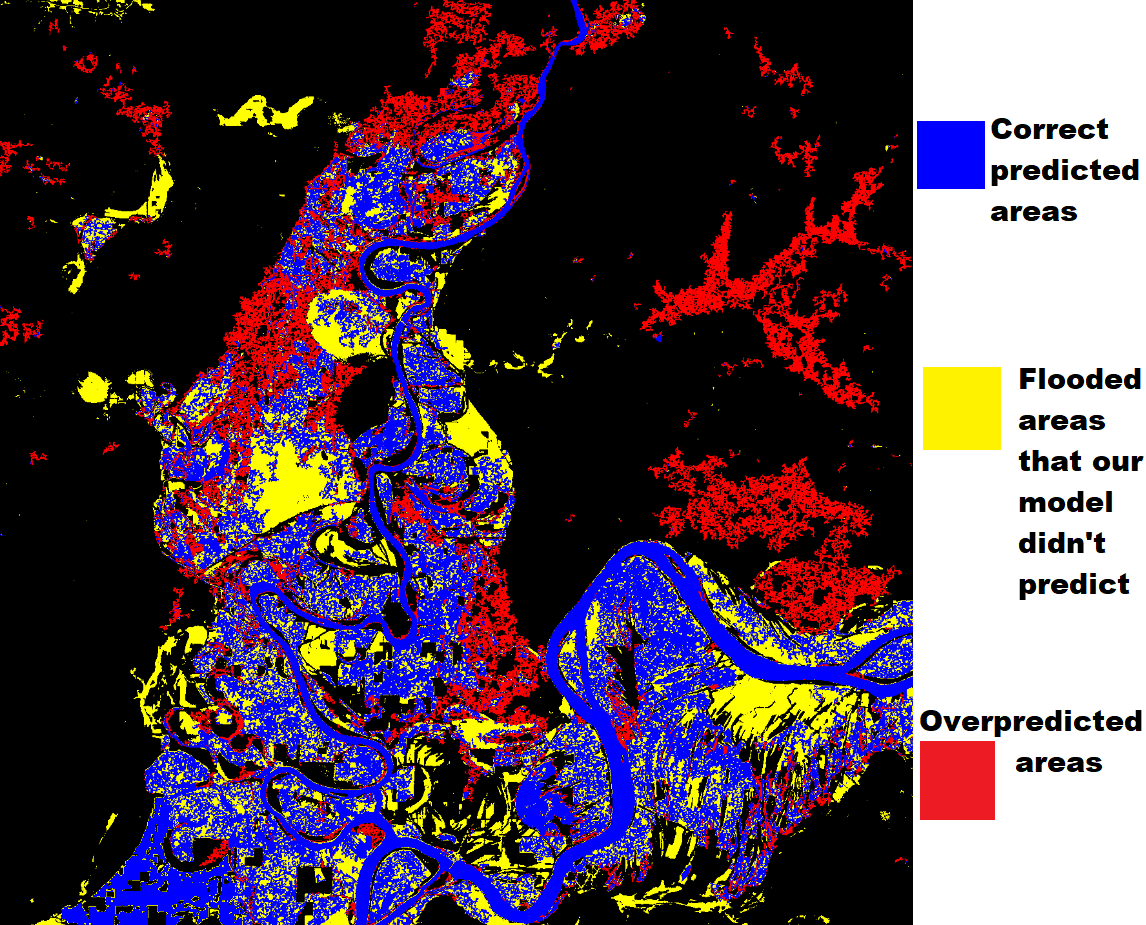 Correct
predicted
areas
Flooded
areas
that our
model
didn't
predict
Overpredicted
areas